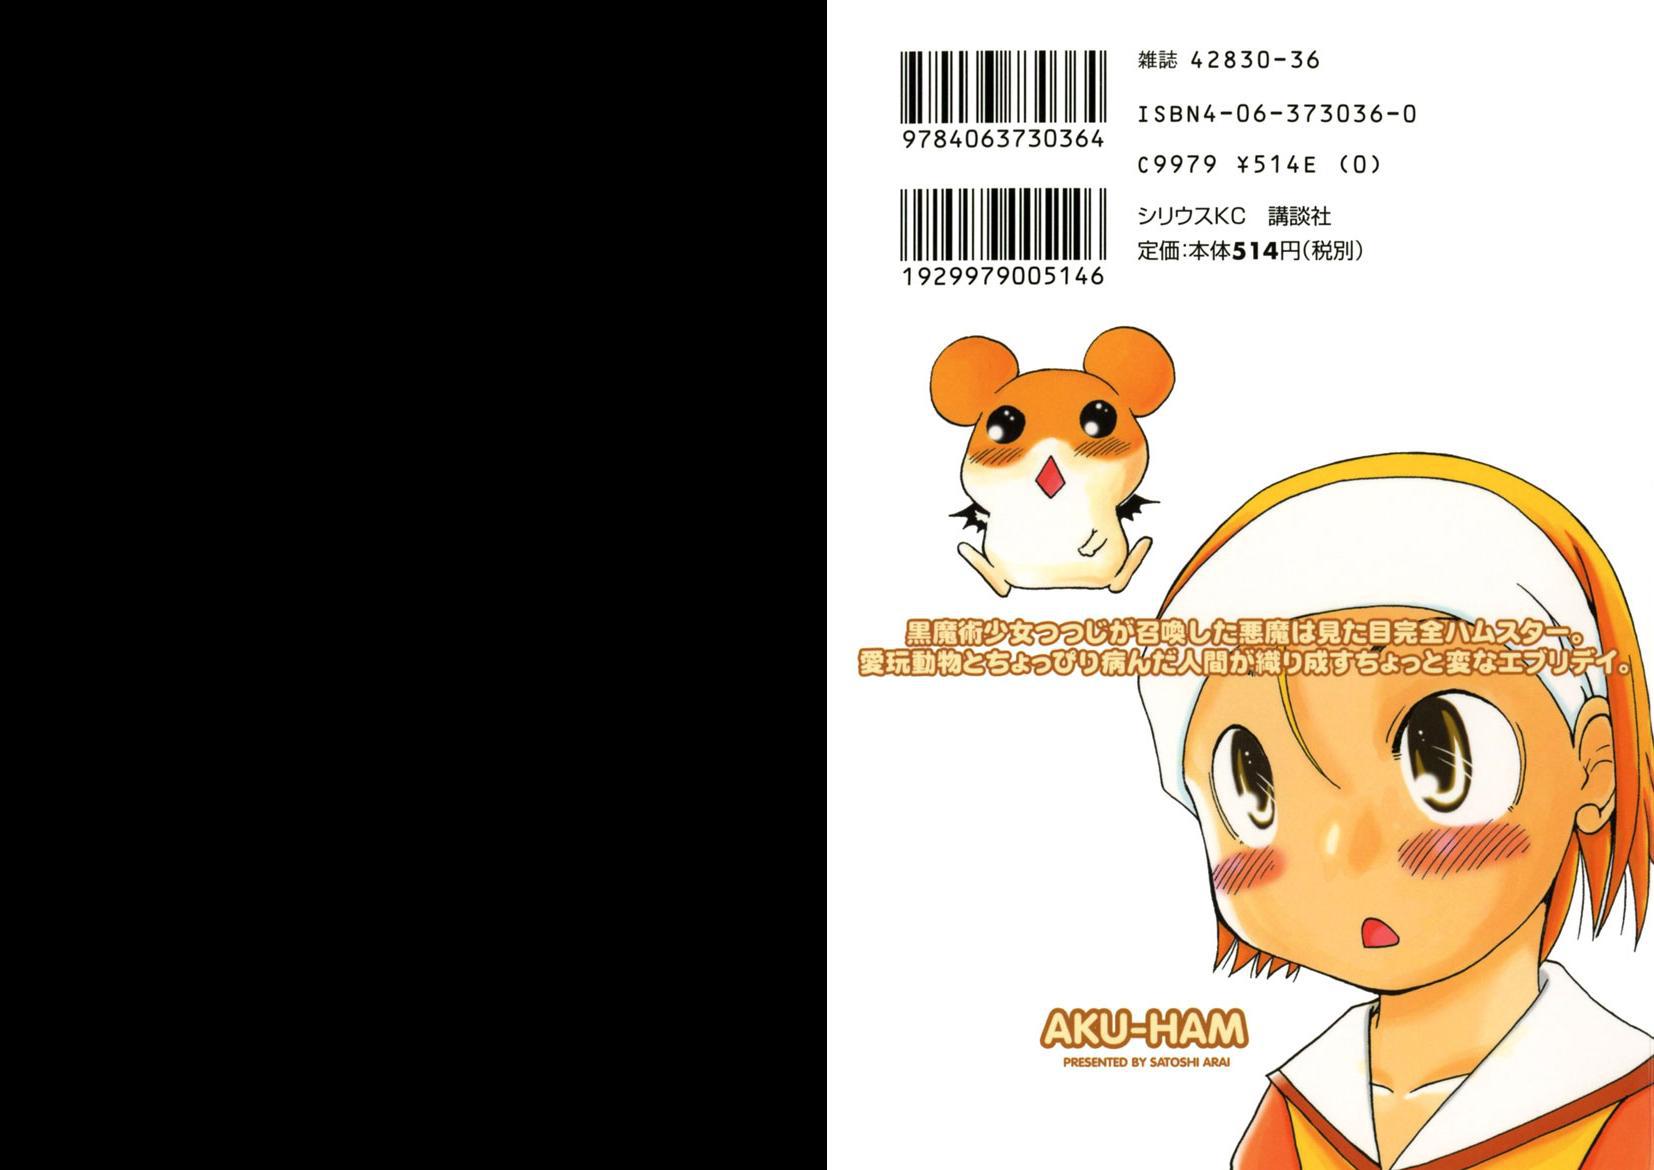 9784063730364
1929979005146
雑誌 42830-36
ISBN4-06-373036-0
C9979 ¥514E (0)
シリウスKC 講談社
定価:本体514円(税別)
黒魔術少女つつじが召喚した悪魔は見た目完全ハムスター。
愛玩動物とちょっぴり病んだ人間が織り成すちょっと変なエブリデイ。
AKU-HAM
PRESENTED BY SATOSHI ARAI